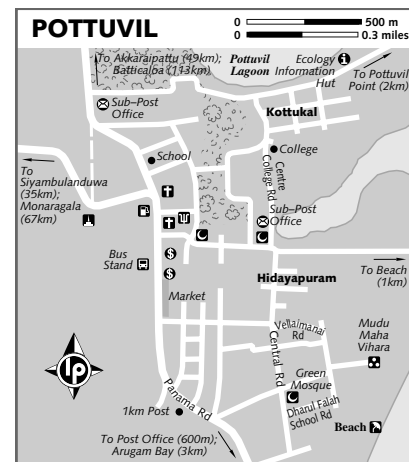 POTTUVIL
0 500 m
0 0.3 miles
To Akkaraipattu (49km);
Batticaloa (113km)
Pottuvil
Lagoon
Ecology
Information
Hut
To Pottuvil
Point (2km)
Sub–Post
Office
Kottukal
School
College
Centre
College Rd
To
Siyambulanduwa
(35km);
Monaragala
(67km)
Sub–Post
Office
Bus
Stand
$
$
Hidayapuram
To Beach
(1km)
Market
Vellaimanai
Rd
Mudu
Maha
Vihara
Central Rd
Green
Mosque
Panama Rd
1km Post
Dharul Falah
School Rd
Beach
To Post Office (600m);
Arugam Bay (3km)
lp